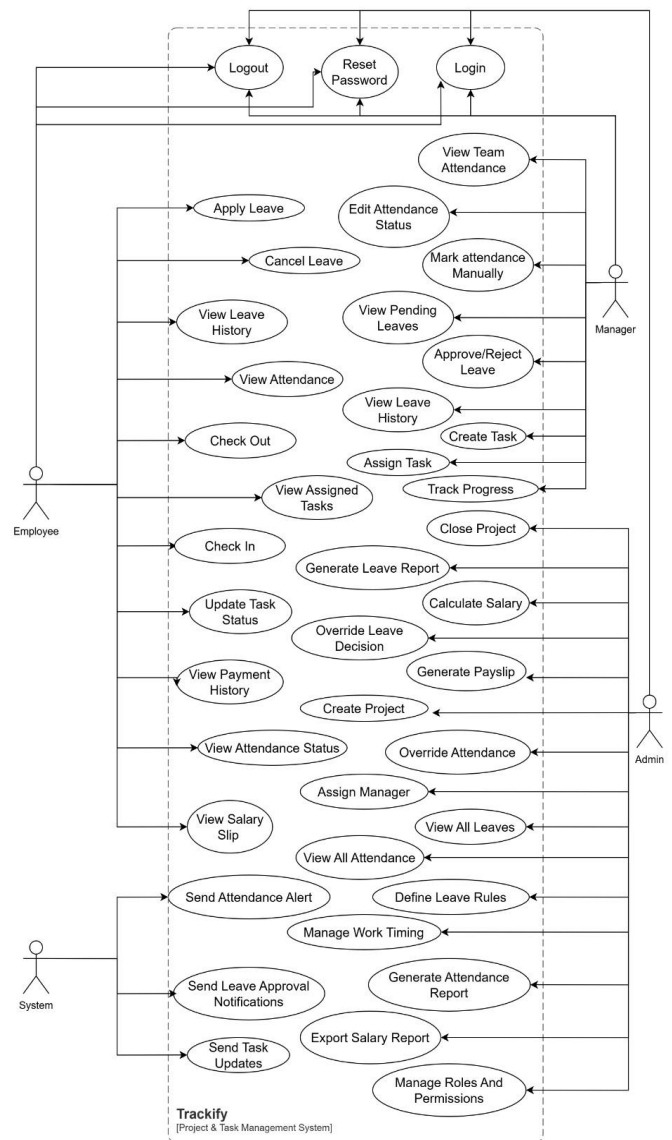 Logout
Reset
Password
Login
View Team
Attendance
Apply Leave
Edit Attendance
Status
Cancel Leave
Mark attendance
Manually
Manager
View Leave
History
View Pending
Leaves
Approve/Reject
Leave
View Attendance
View Leave
History
Check Out
Create Task
Assign Task
View Assigned
Tasks
Track Progress
Employee
Close Project
Check In
Generate Leave Report
Update Task
Status
Calculate Salary
Override Leave
Decision
View Payment
History
Generate Payslip
Create Project
View Attendance Status
Override Attendance
Admin
Assign Manager
View Salary
Slip
View All Leaves
View All Attendance
Send Attendance Alert
Define Leave Rules
Manage Work Timing
System
Send Leave Approval
Notifications
Generate Attendance
Report
Export Salary Report
Send Task
Updates
Manage Roles And
Permissions
Trackify
[Project & Task Management System]